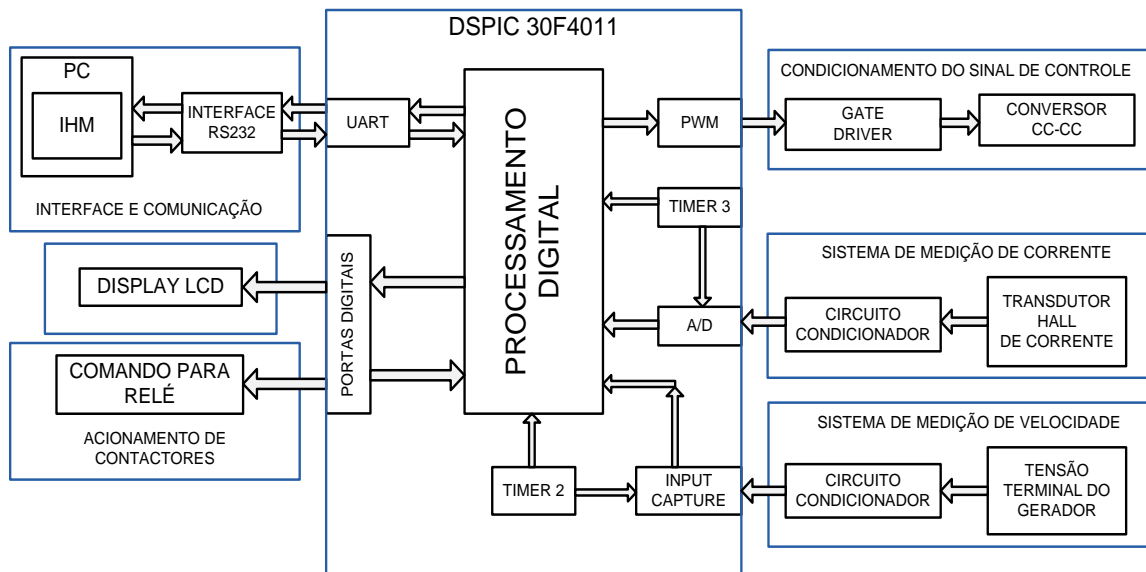 DSPIC 30F4011
PC
IHM
INTERFACE
RS232
INTERFACE E COMUNICAÇÃO
DISPLAY LCD
COMANDO PARA
RELÉ
ACIONAMENTO DE
CONTACTORES
UART
PORTAS DIGITAIS
PROCESSAMENTO
DIGITAL
PWM
TIMER 3
A/D
TIMER 2
INPUT
CAPTURE
CONDICIONAMENTO DO SINAL DE CONTROLE
GATE
DRIVER
CONVERSOR
CC-CC
SISTEMA DE MEDIÇÃO DE CORRENTE
CIRCUITO
CONDICIONADOR
TRANSDUTOR
HALL
DE CORRENTE
SISTEMA DE MEDIÇÃO DE VELOCIDADE
CIRCUITO
CONDICIONADOR
TENSÃO
TERMINAL DO
GERADOR